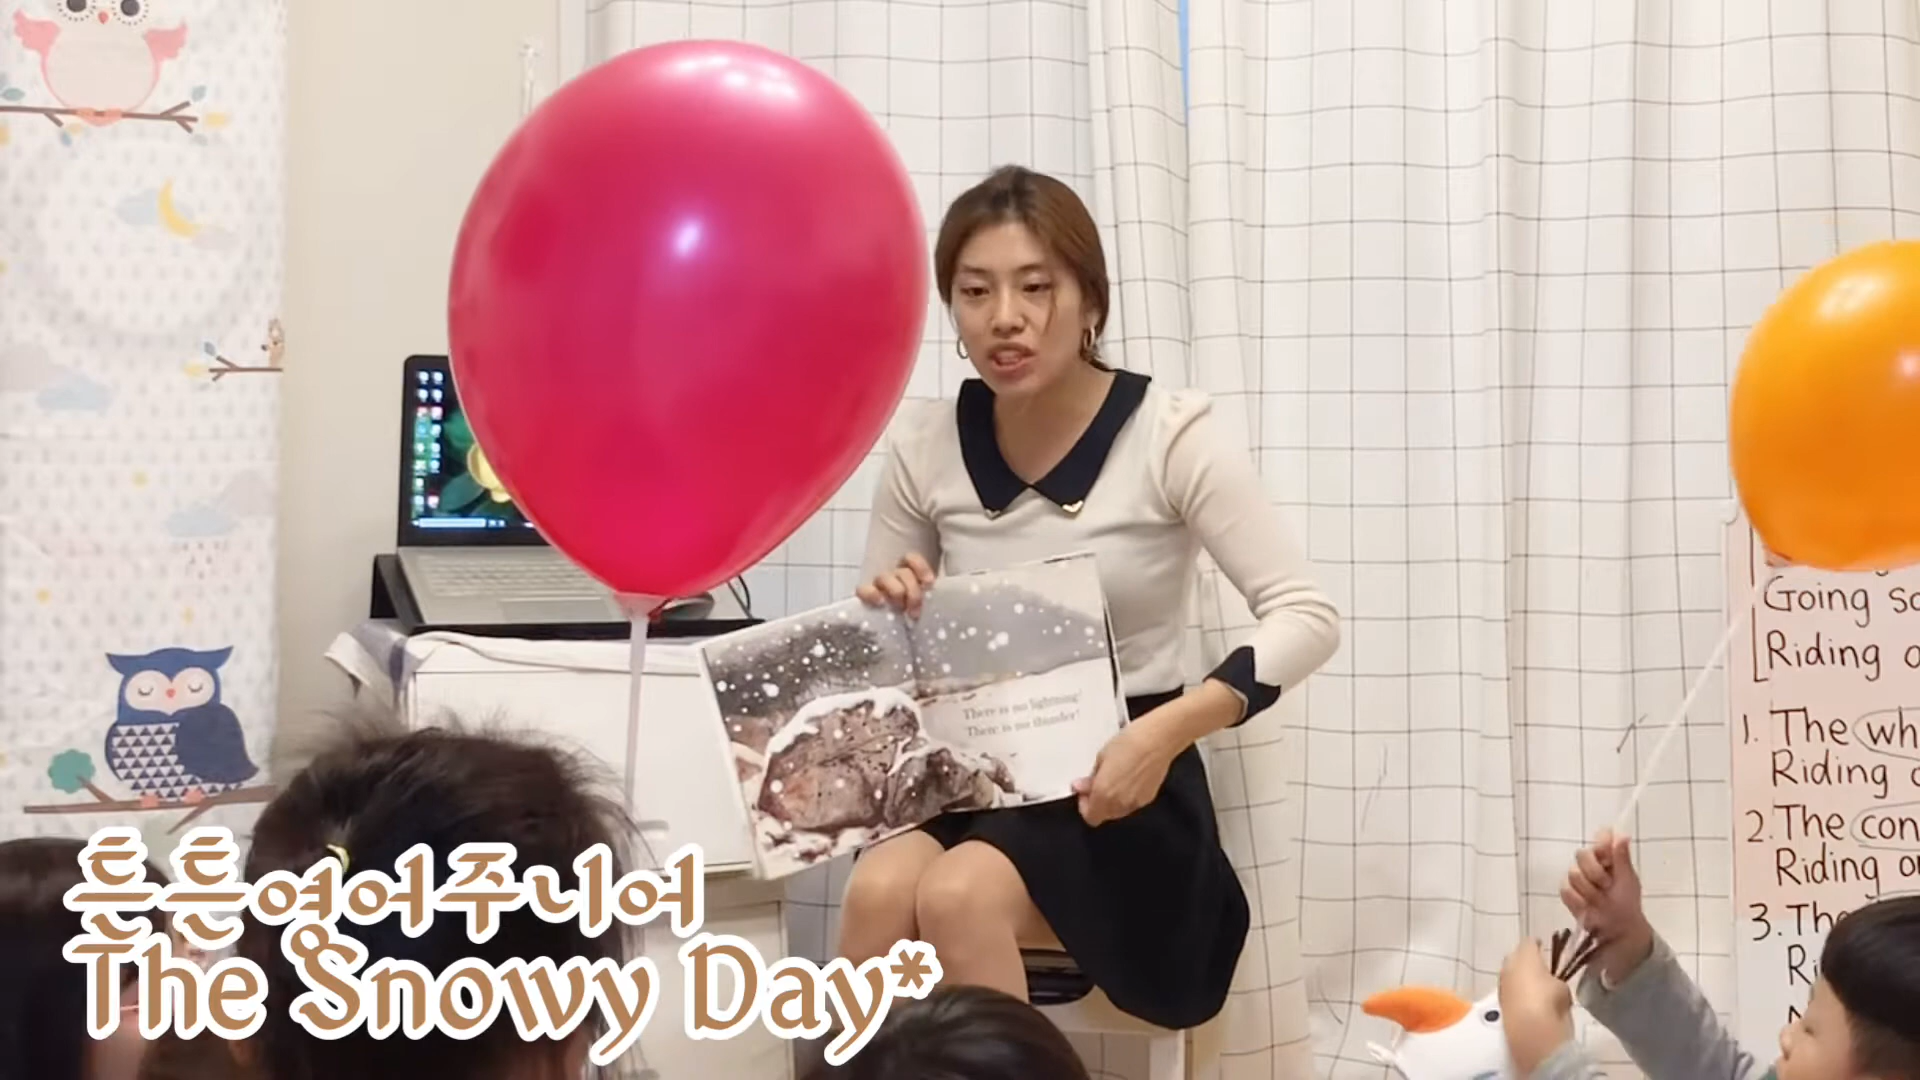 There is no lightning!
There is no thunder!
Going
Riding
1. The
Riding
2. The
Riding
3. The
튼튼영어주니어
The Snowy Day*